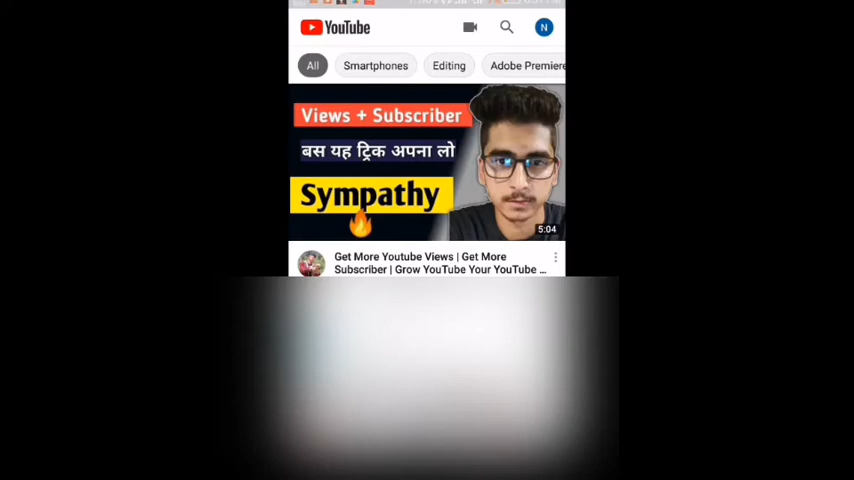 YouTube
N
All
Smartphones
Editing
Adobe Premiere
Views + Subscriber
बस यह ट्रिक अपना लो
Sympathy
5:04
Get More Youtube Views | Get More
Subscriber | Grow YouTube Your YouTube ...